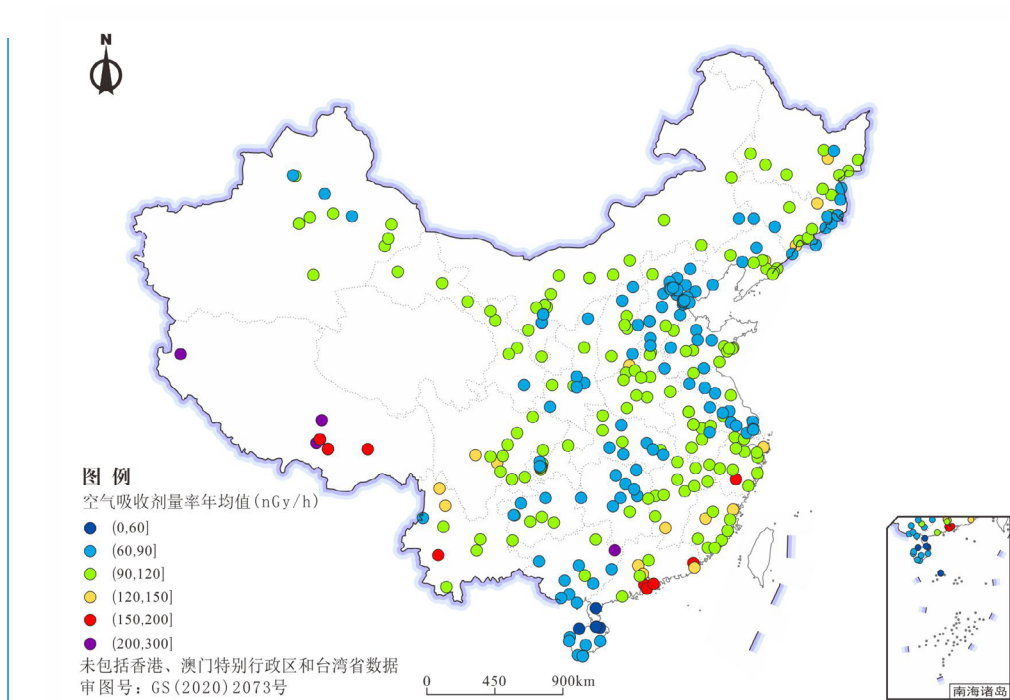 N
图 例
空气吸收剂量率年均值(nGy/h)
(0,60]
(60,90]
(90,120]
(120,150]
(150,200]
(200,300]
未包括香港、澳门特别行政区和台湾省数据
审图号：GS(2020)2073号
0 450 900km
南海诸岛